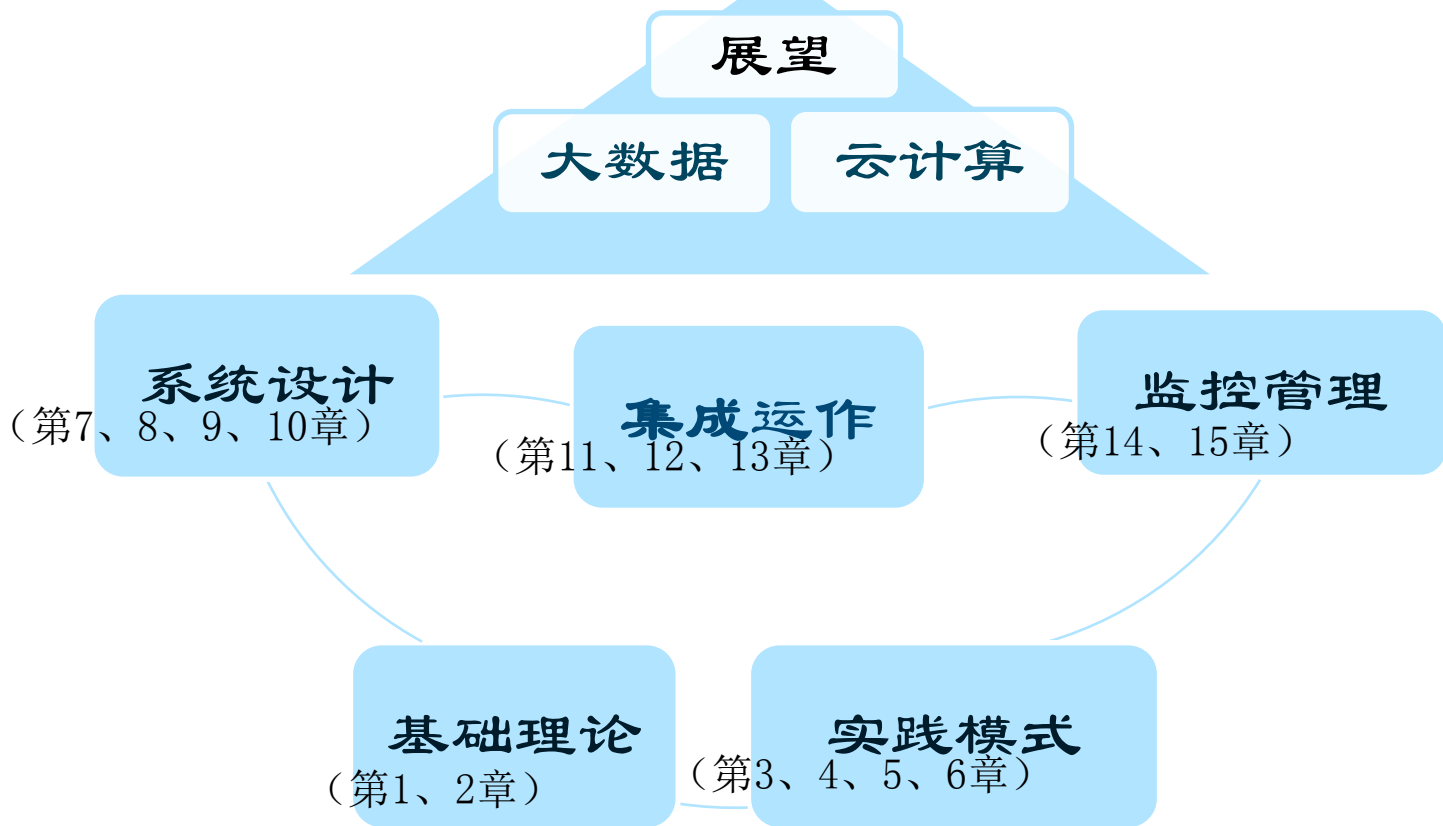 展望
大数据
云计算
系统设计
（第7、8、9、10章）
集成运作
（第11、12、13章）
监控管理
（第14、15章）
基础理论
（第1、2章）
实践模式
（第3、4、5、6章）